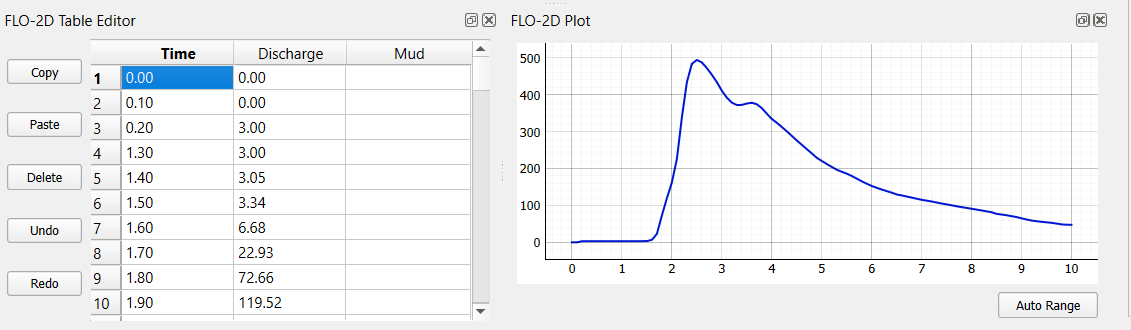 FLO-2D Table Editor
Copy
Paste
Delete
Undo
Redo
Time Discharge Mud
1 0.00 0.00
2 0.10 0.00
3 0.20 3.00
4 1.30 3.00
5 1.40 3.05
6 1.50 3.34
7 1.60 6.68
8 1.70 22.93
9 1.80 72.66
10 1.90 119.52
FLO-2D Plot
500
400
300
200
100
0
0 1 2 3 4 5 6 7 8 9 10
Auto Range